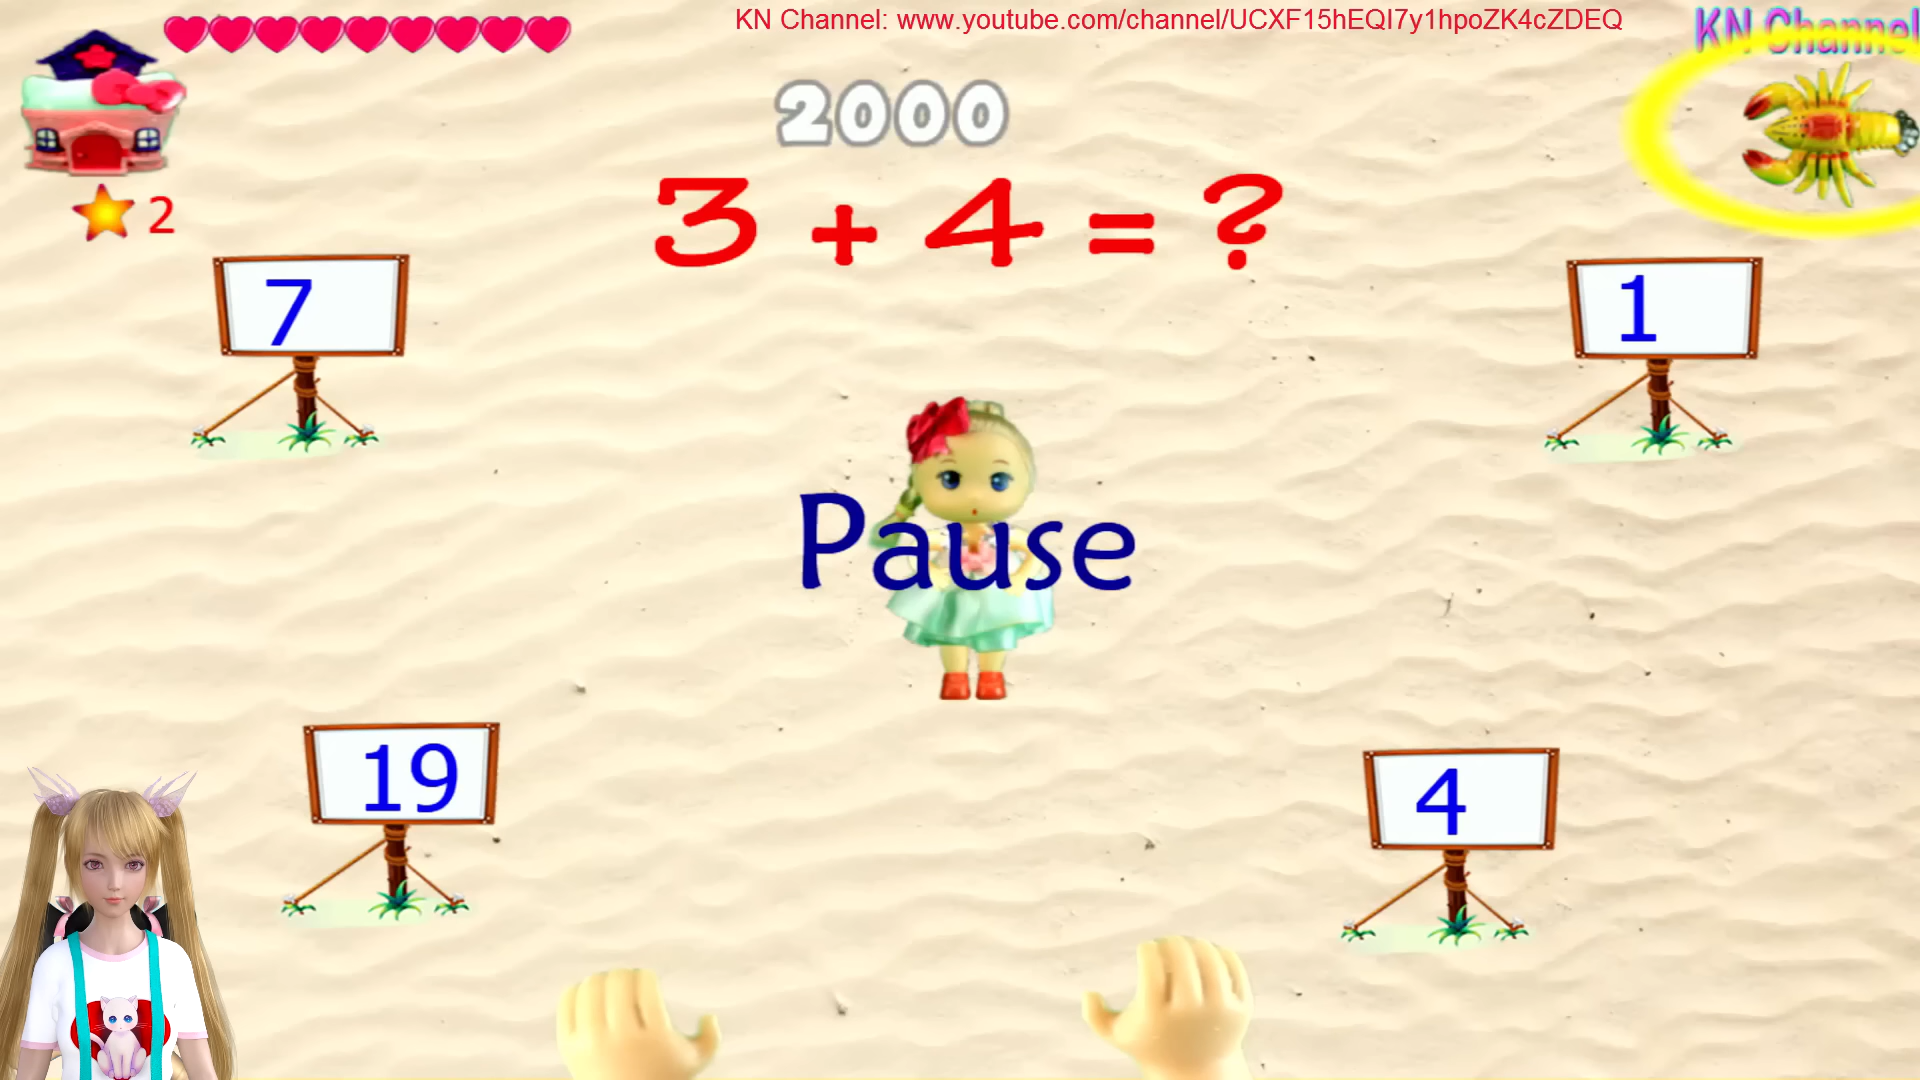 KN Channel: www.youtube.com/channel/UCXF15hEQI7y1hpoZK4cZDEQ
KN Channel
2000
3 + 4 = ?
2
7
1
Pause
19
4